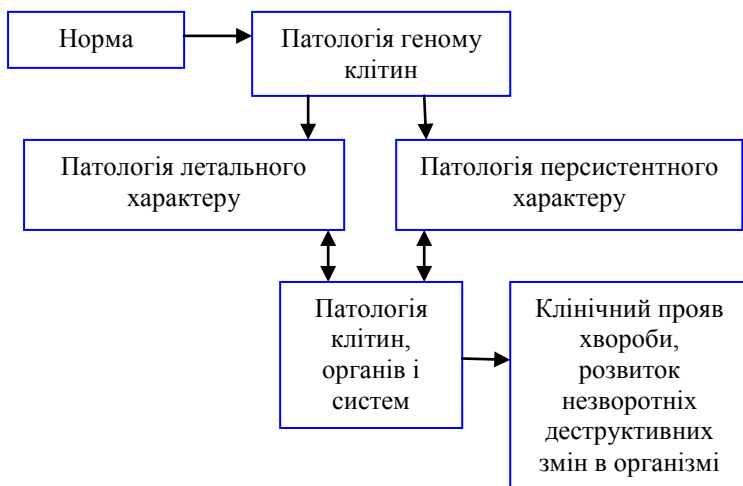 Норма
Патологія геному
клітин
Патологія летального
характеру
Патологія персистентного
характеру
Патологія
клітин,
органів і
систем
Клінічний прояв
хвороби,
розвиток
незворотніх
деструктивних
змін в організмі